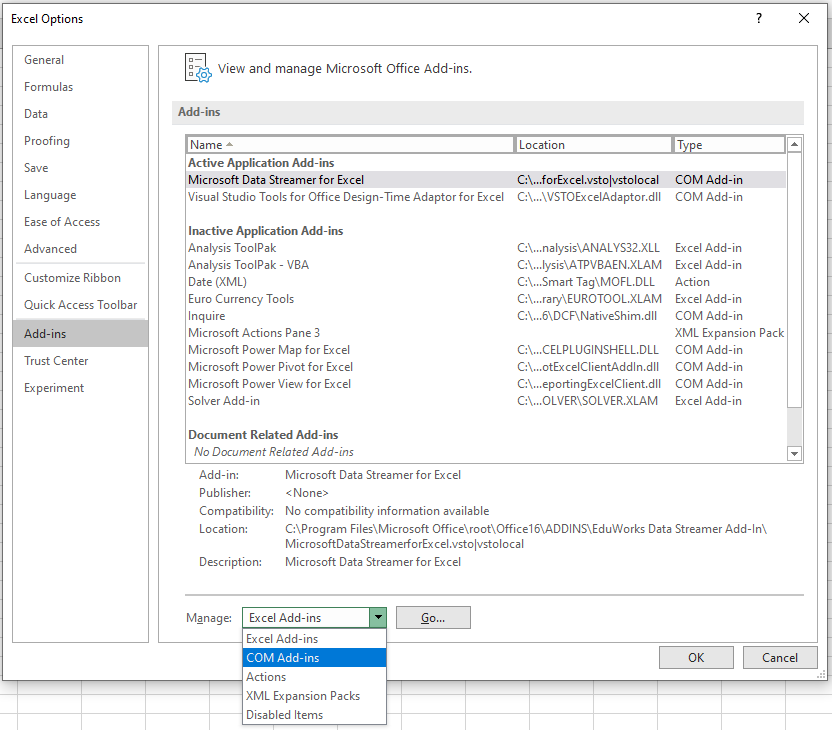 Excel Options
?
General
Formulas
Data
Proofing
Save
Language
Ease of Access
Advanced
Customize Ribbon
Quick Access Toolbar
Add-ins
Trust Center
Experiment
View and manage Microsoft Office Add-ins.
Add-ins
Name Location Type
Active Application Add-ins
Microsoft Data Streamer for Excel C:\...forExcel.vsto|vstolocal COM Add-in
Visual Studio Tools for Office Design-Time Adaptor for Excel C:\...\VSTOExcelAdaptor.dll COM Add-in
Inactive Application Add-ins
Analysis ToolPak C:\...nalysis\ANALYS32.XLL Excel Add-in
Analysis ToolPak - VBA C:\...lysis\ATPVBAEN.XLAM Excel Add-in
Date (XML) C:\...Smart Tag\MOFL.DLL Action
Euro Currency Tools C:\...rary\EUROTOOL.XLAM Excel Add-in
Inquire C:\...6\DCF\NativeShim.dll COM Add-in
Microsoft Actions Pane 3 XML Expansion Pack
Microsoft Power Map for Excel C:\...CELPLUGINSHELL.DLL COM Add-in
Microsoft Power Pivot for Excel C:\...otExcelClientAddIn.dll COM Add-in
Microsoft Power View for Excel C:\...eportingExcelClient.dll COM Add-in
Solver Add-in C:\...OLVER\SOLVER.XLAM Excel Add-in
Document Related Add-ins
No Document Related Add-ins
Add-in: Microsoft Data Streamer for Excel
Publisher: <None>
Compatibility: No compatibility information available
Location: C:\Program Files\Microsoft Office\root\Office16\ADDINS\EduWorks Data Streamer Add-In\
MicrosoftDataStreamerforExcel.vsto|vstolocal
Description: Microsoft Data Streamer for Excel
Manage: Excel Add-ins Go...
Excel Add-ins
COM Add-ins
Actions
XML Expansion Packs
Disabled Items
OK Cancel